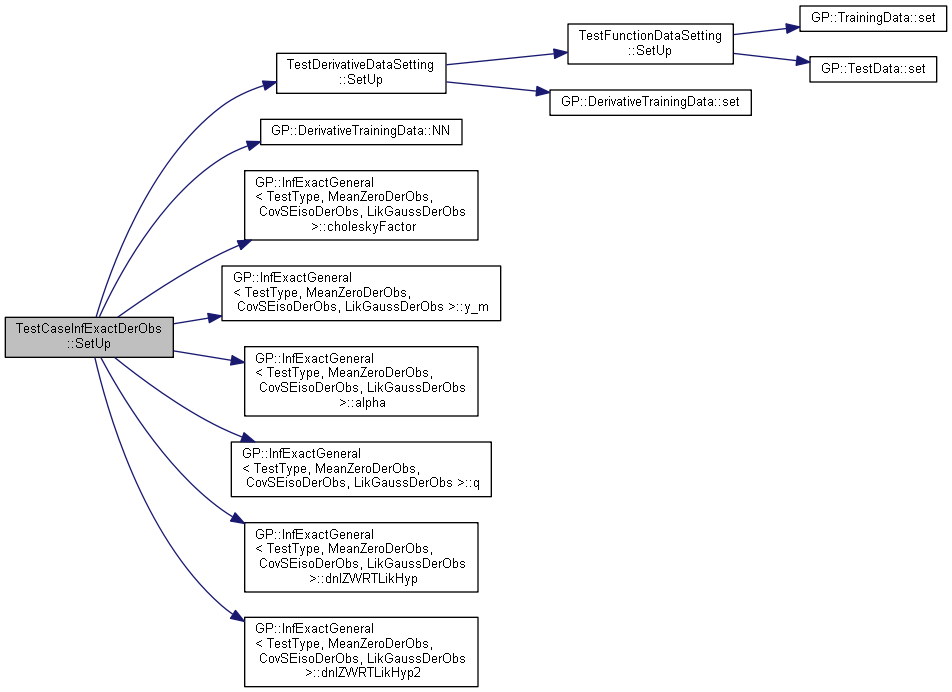 GP::TrainingData::set
TestFunctionDataSetting
::SetUp
GP::TestData::set
TestDerivativeDataSetting
::SetUp
GP::DerivativeTrainingData::set
GP::DerivativeTrainingData::NN
GP::InfExactGeneral
< TestType, MeanZeroDerObs,
CovSEisoDerObs, LikGaussDerObs
>::choleskyFactor
GP::InfExactGeneral
< TestType, MeanZeroDerObs,
CovSEisoDerObs, LikGaussDerObs >::y_m
TestCaseInfExactDerObs
::SetUp
GP::InfExactGeneral
< TestType, MeanZeroDerObs,
CovSEisoDerObs, LikGaussDerObs
>::alpha
GP::InfExactGeneral
< TestType, MeanZeroDerObs,
CovSEisoDerObs, LikGaussDerObs >::q
GP::InfExactGeneral
< TestType, MeanZeroDerObs,
CovSEisoDerObs, LikGaussDerObs
>::dnlZWRTLikHyp
GP::InfExactGeneral
< TestType, MeanZeroDerObs,
CovSEisoDerObs, LikGaussDerObs
>::dnlZWRTLikHyp2